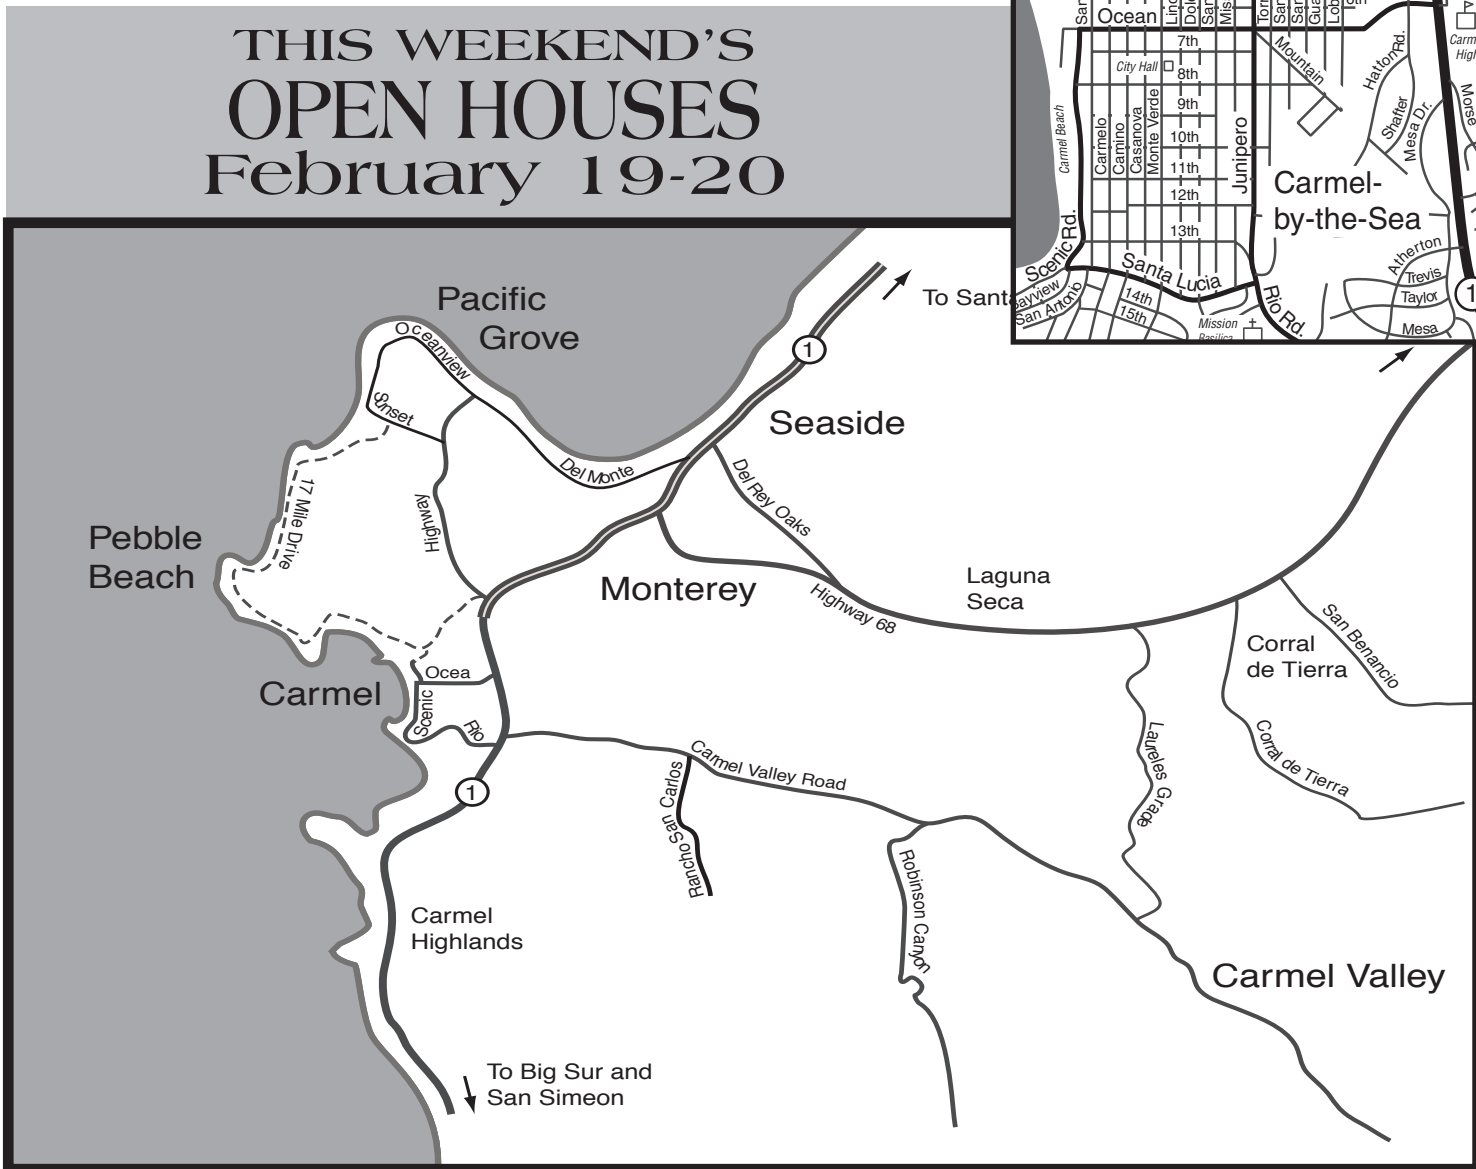 THIS WEEKEND'S
OPEN HOUSES
February 19-20
Ocean
7th
City Hall
8th
9th
10th
11th
12th
13th
Carmel Beach
Carmelo
Camino
Casanova
Monte Verde
Junipero
Mountain
Hatton Rd.
Shafter
Mesa Dr.
Morse
Carmel-
by-the-Sea
Scenic Rd.
Santa Lucia
San Antonio
14th
15th
Mission
Rio Rd.
Atherton
Trevis
Taylor
Mesa
1
Pacific
Grove
Oceanview
Sunset
To Santa
1
Seaside
Del Monte
Del Rey Oaks
17 Mile Drive
Highway
Pebble
Beach
Monterey
Highway 68
Laguna
Seca
Corral
de Tierra
San Benancio
Carmel
Ocea
Scenic
Rio
1
Carmel Valley Road
Rancho San Carlos
Laureles Grade
Corral de Tierra
Robinson Canyon
Carmel
Highlands
Carmel Valley
To Big Sur and
San Simeon